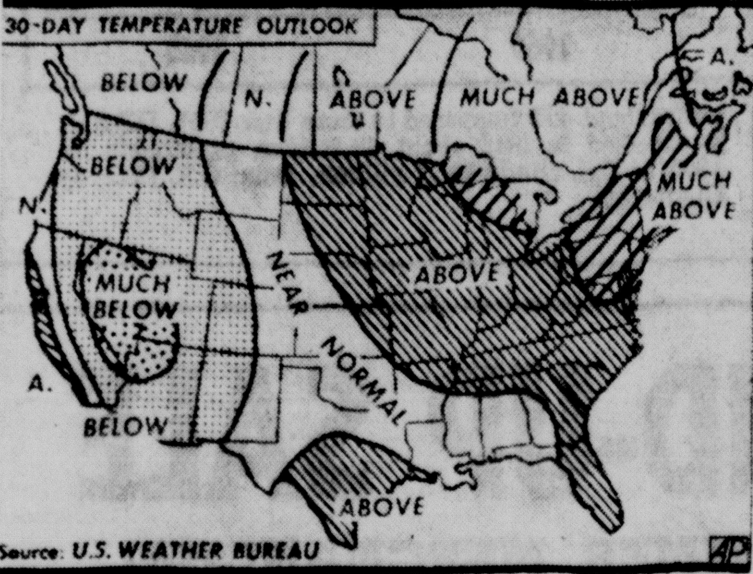 30-DAY TEMPERATURE OUTLOOK
A.
BELOW
N.
ABOVE
MUCH ABOVE
BELOW
N.
MUCH
ABOVE
MUCH
BELOW
NEAR
NORMAL
ABOVE
A.
BELOW
ABOVE
Source: U.S. WEATHER BUREAU
AP